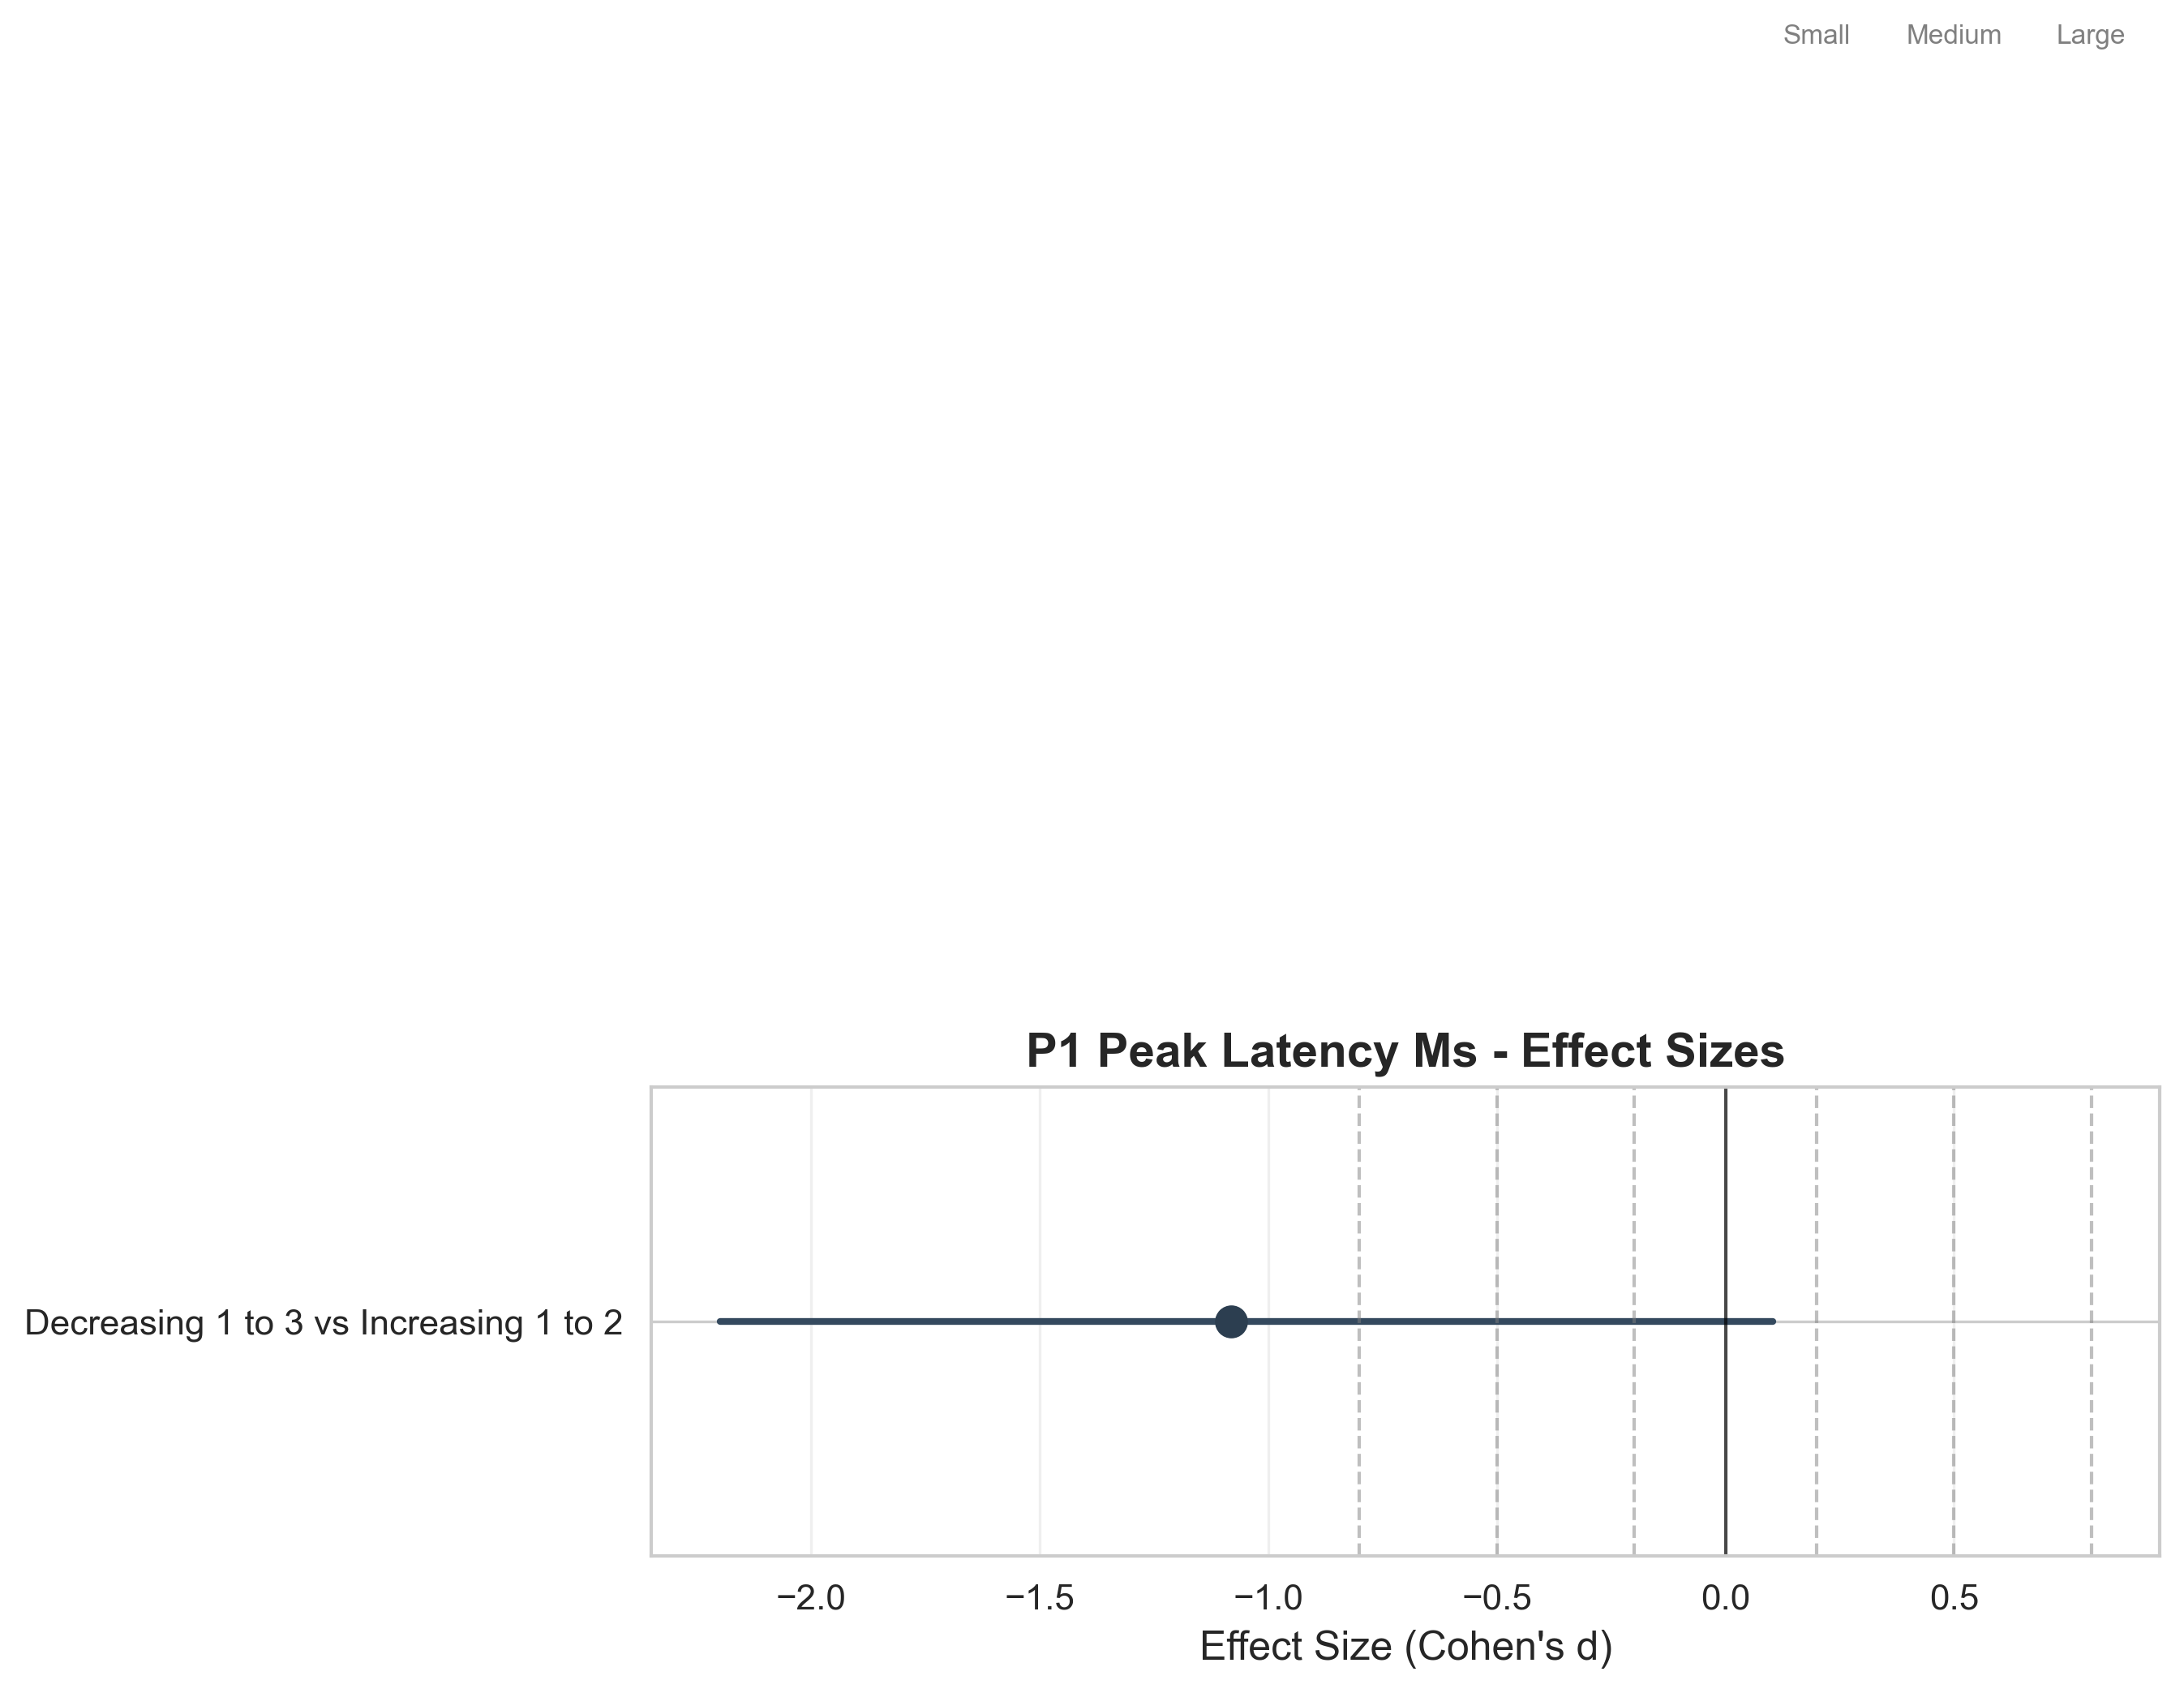 Small Medium Large
P1 Peak Latency Ms - Effect Sizes
Decreasing 1 to 3 vs Increasing 1 to 2
−2.0 −1.5 −1.0 −0.5 0.0 0.5
Effect Size (Cohen's d)